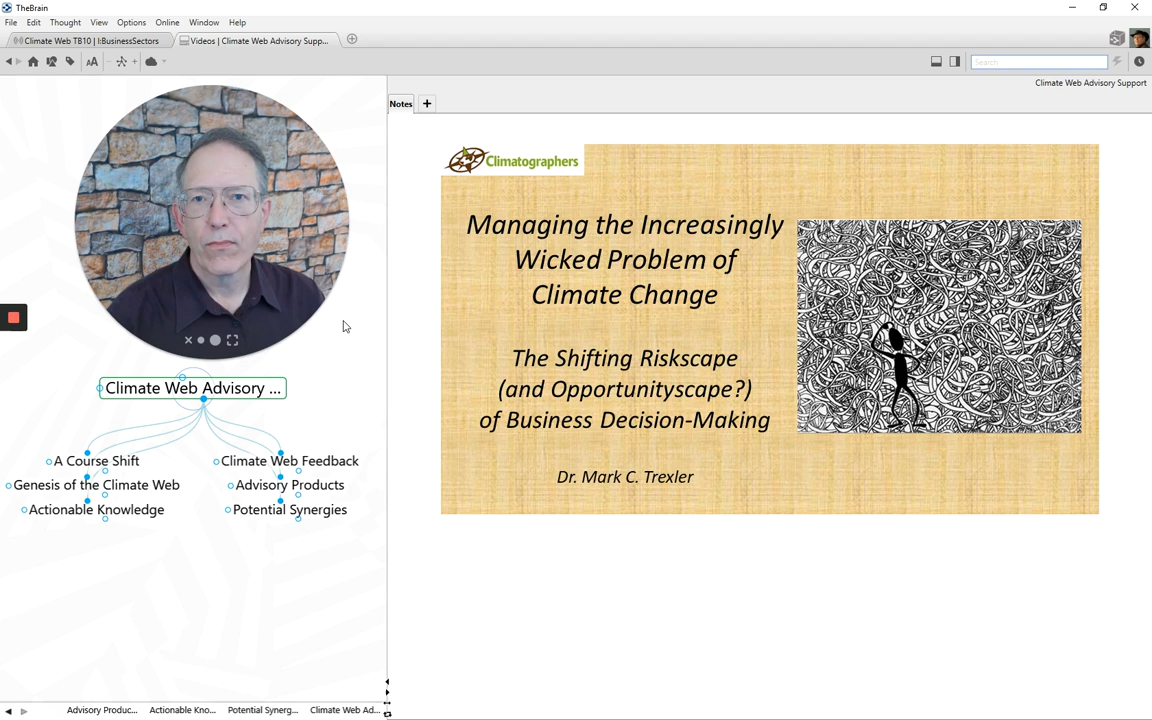 TheBrain
File Edit Thought View Options Online Window Help
Climate Web TB10 | I:BusinessSectors
Videos | Climate Web Advisory Supp...
AA
Search
Climate Web Advisory Support
Notes
Climatographers
Managing the Increasingly
Wicked Problem of
Climate Change
The Shifting Riskscape
(and Opportunityscape?)
of Business Decision-Making
Dr. Mark C. Trexler
Climate Web Advisory ...
A Course Shift
Climate Web Feedback
Genesis of the Climate Web
Advisory Products
Actionable Knowledge
Potential Synergies
Advisory Produc...
Actionable Kno...
Potential Synerg...
Climate Web Ad...